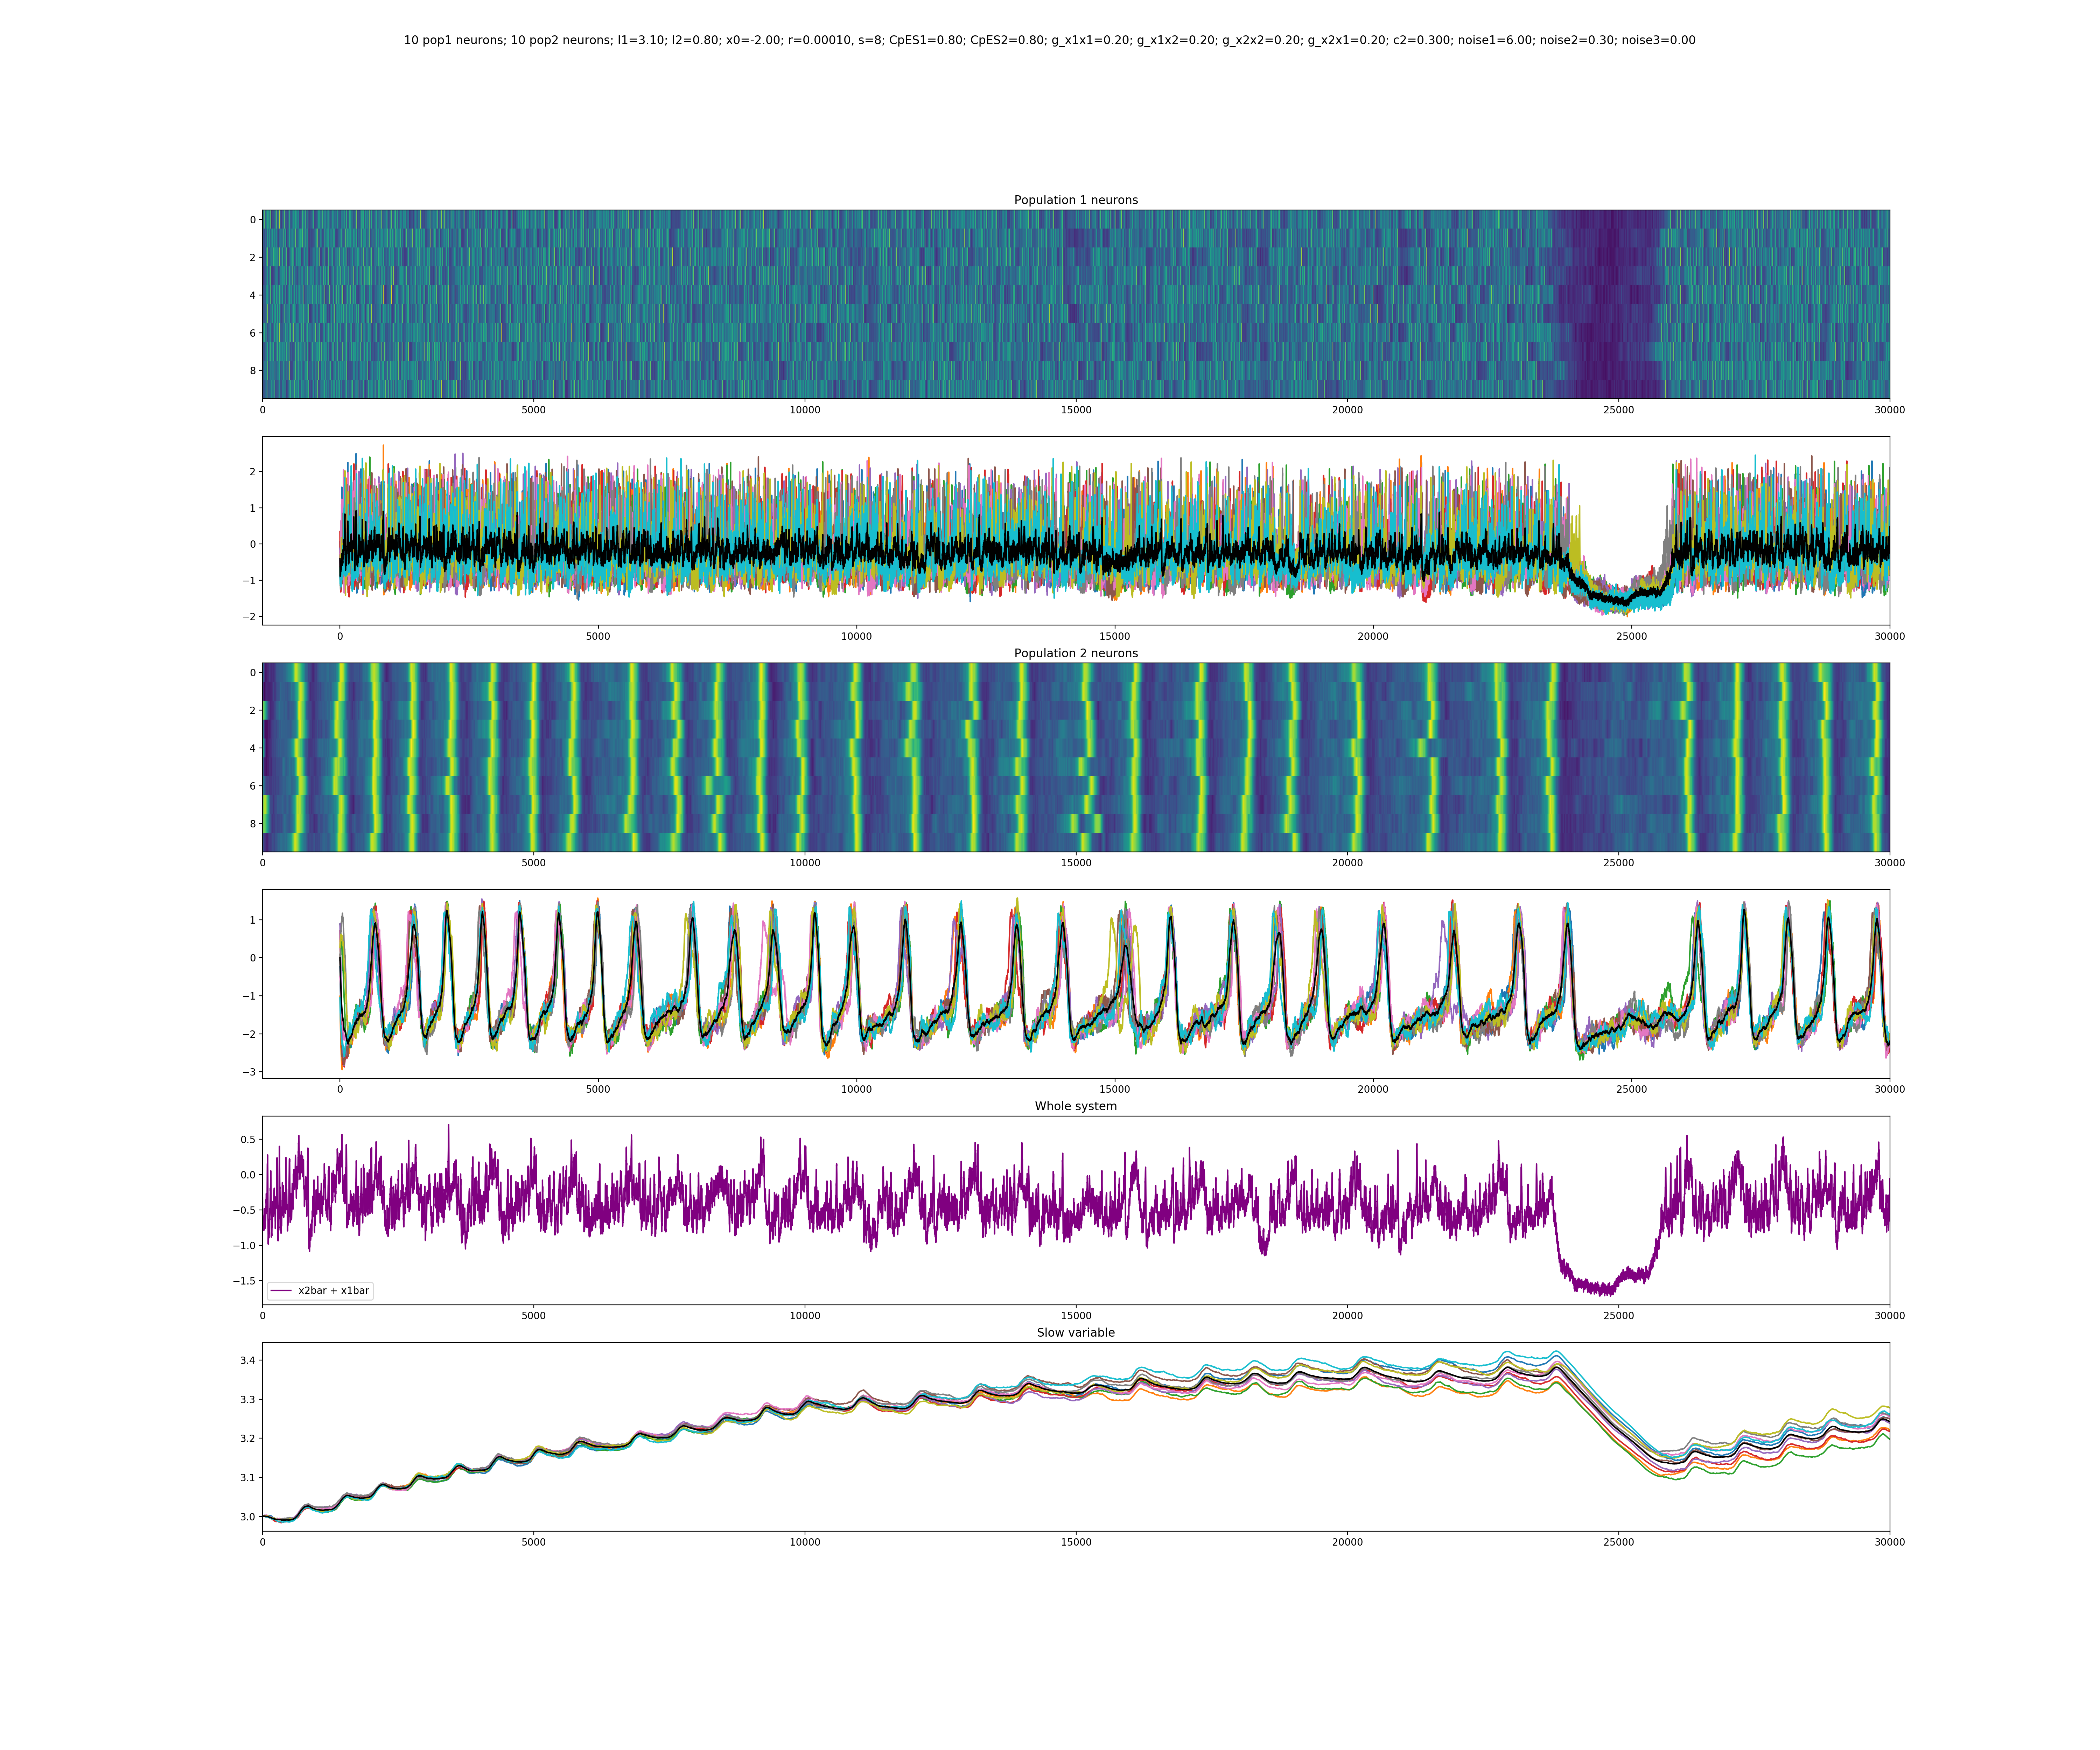 10 pop1 neurons; 10 pop2 neurons; I1=3.10; I2=0.80; x0=-2.00; r=0.00010, s=8; CpES1=0.80; CpES2=0.80; g_x1x1=0.20; g_x1x2=0.20; g_x2x2=0.20; g_x2x1=0.20; c2=0.300; noise1=6.00; noise2=0.30; noise3=0.00
Population 1 neurons
0
2
4
6
8
0 5000 10000 15000 20000 25000 30000
2
1
0
−1
−2
0 5000 10000 15000 20000 25000 30000
Population 2 neurons
0
2
4
6
8
0 5000 10000 15000 20000 25000 30000
1
0
−1
−2
−3
0 5000 10000 15000 20000 25000 30000
Whole system
0.5
0.0
−0.5
−1.0
−1.5
x2bar + x1bar
0 5000 10000 15000 20000 25000 30000
Slow variable
3.4
3.3
3.2
3.1
3.0
0 5000 10000 15000 20000 25000 30000